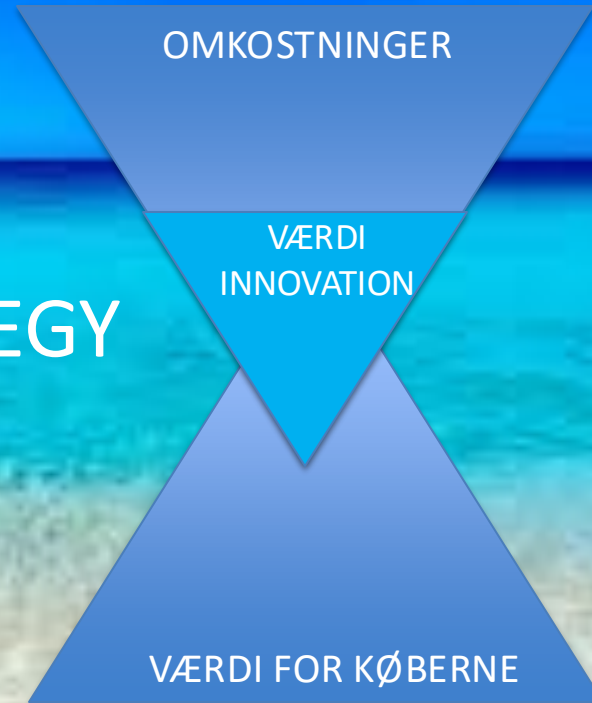 OMKOSTNINGER
VÆRDI
INNOVATION
EGY
VÆRDI FOR KØBERNE